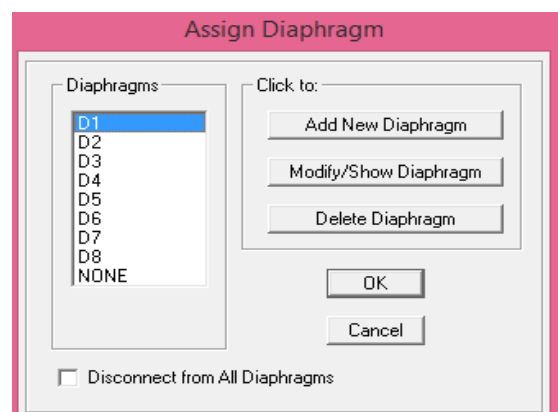 Assign Diaphragm
Diaphragms
D1
D2
D3
D4
D5
D6
D7
D8
NONE
Click to:
Add New Diaphragm
Modify/Show Diaphragm
Delete Diaphragm
OK
Cancel
Disconnect from All Diaphragms